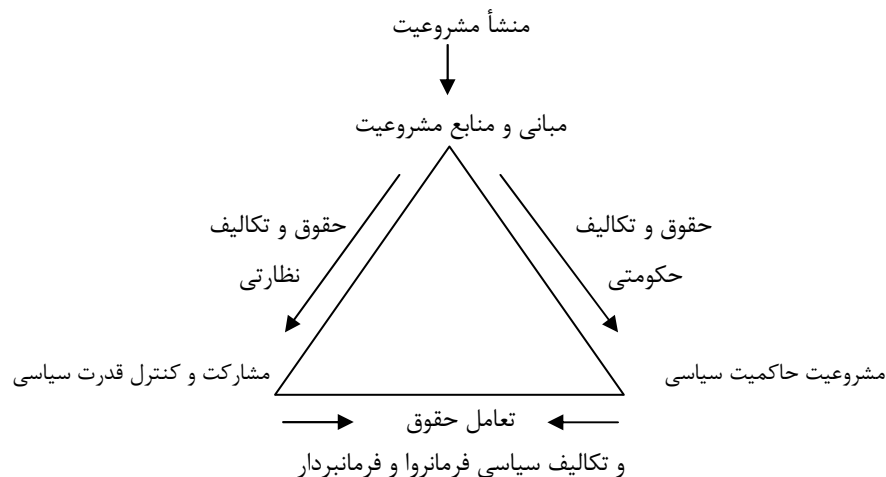 منشأ مشروعیت
مبانی و منابع مشروعیت
حقوق و تکالیف
نظارتی
حقوق و تکالیف
حکومتی
مشروعیت حاکمیت سیاسی
مشارکت و کنترل قدرت سیاسی
تعامل حقوق
و تکالیف سیاسی فرمانروا و فرمانبردار